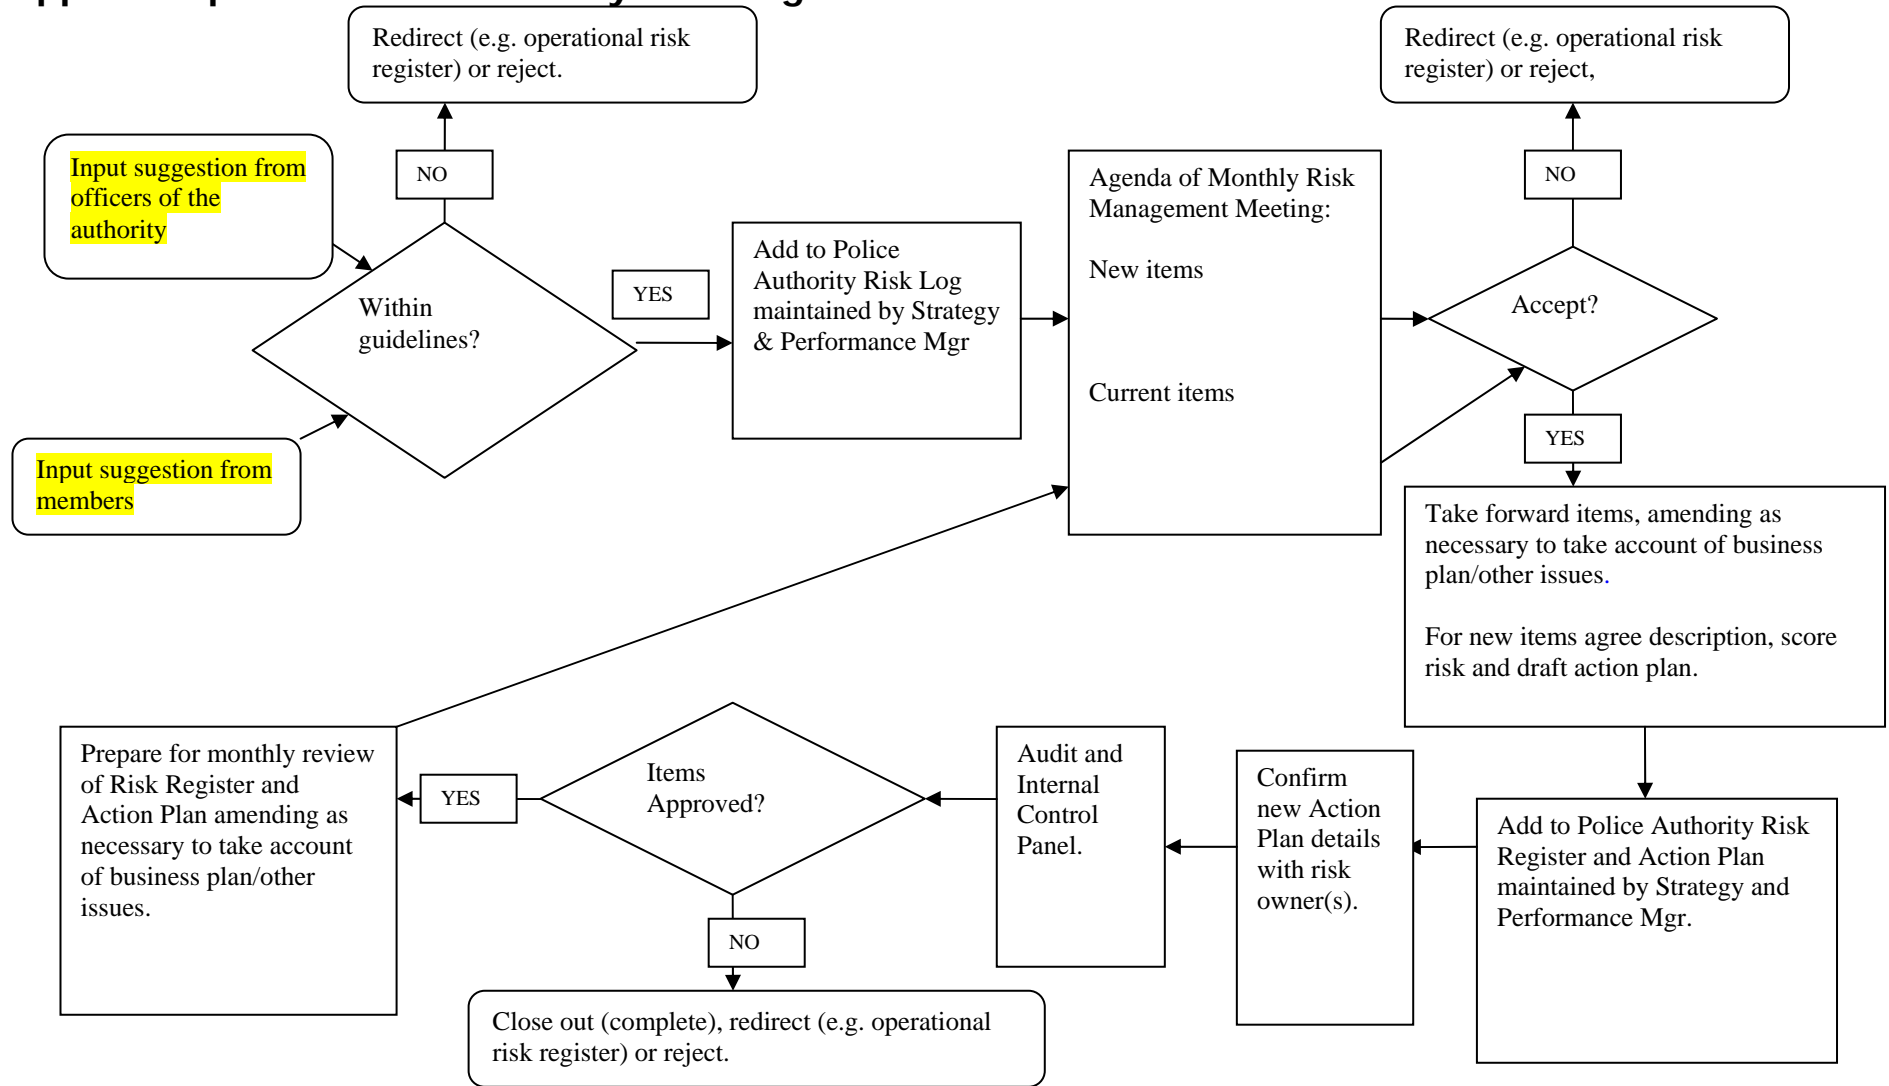 Redirect (e.g. operational risk
register) or reject.
Redirect (e.g. operational risk
register) or reject,
Input suggestion from
officers of the
authority
NO
Within
guidelines?
Input suggestion from
members
YES
Add to Police
Authority Risk Log
maintained by Strategy
& Performance Mgr
Agenda of Monthly Risk
Management Meeting:
New items
Current items
NO
Accept?
YES
Take forward items, amending as
necessary to take account of business
plan/other issues.
For new items agree description, score
risk and draft action plan.
Add to Police Authority Risk
Register and Action Plan
maintained by Strategy and
Performance Mgr.
Confirm
new Action
Plan details
with risk
owner(s).
Audit and
Internal
Control
Panel.
Items
Approved?
YES
Prepare for monthly review
of Risk Register and
Action Plan amending as
necessary to take account
of business plan/other
issues.
NO
Close out (complete), redirect (e.g. operational
risk register) or reject.